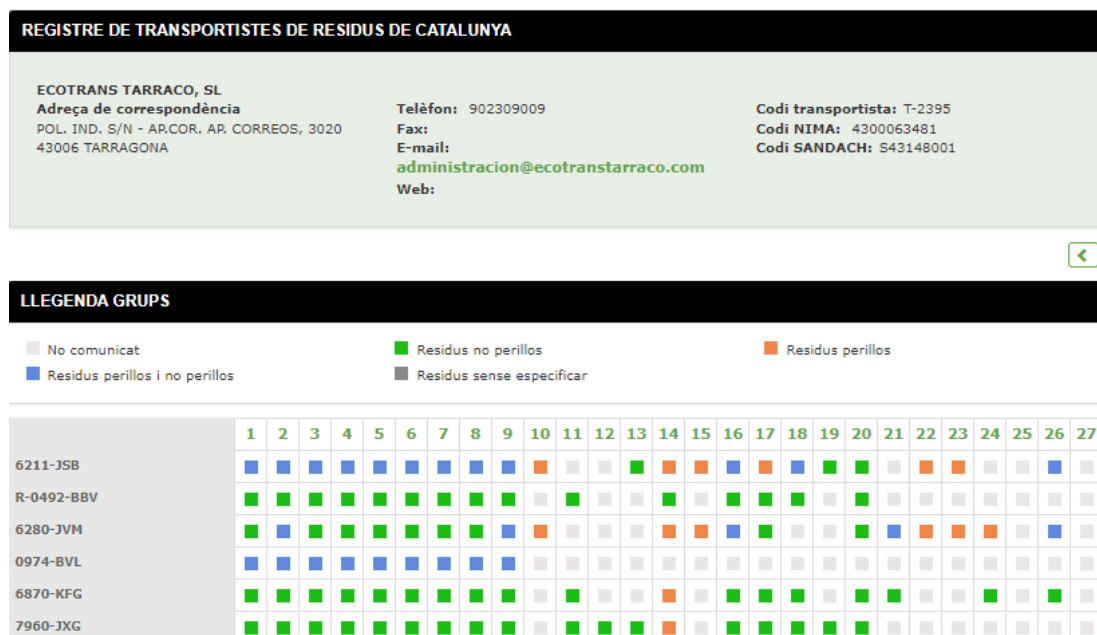 REGISTRE DE TRANSPORTISTES DE RESIDUS DE CATALUNYA
ECOTRANS TARRACO, SL
Adreça de correspondència
POL. IND. S/N - AP.COR. AP. CORREOS, 3020
43006 TARRAGONA
Telèfon: 902309009
Fax:
E-mail:
administracion@ecotranstarraco.com
Web:
Codi transportista: T-2395
Codi NIMA: 4300063481
Codi SANDACH: S43148001
LLEGENDA GRUPS
No comunicat
Residus no perillos
Residus perillos
Residus perillos i no perillos
Residus sense especificar
1 2 3 4 5 6 7 8 9 10 11 12 13 14 15 16 17 18 19 20 21 22 23 24 25 26 27
6211-JSB
R-0492-BBV
6280-JVM
0974-BVL
6870-KFG
7960-JXG